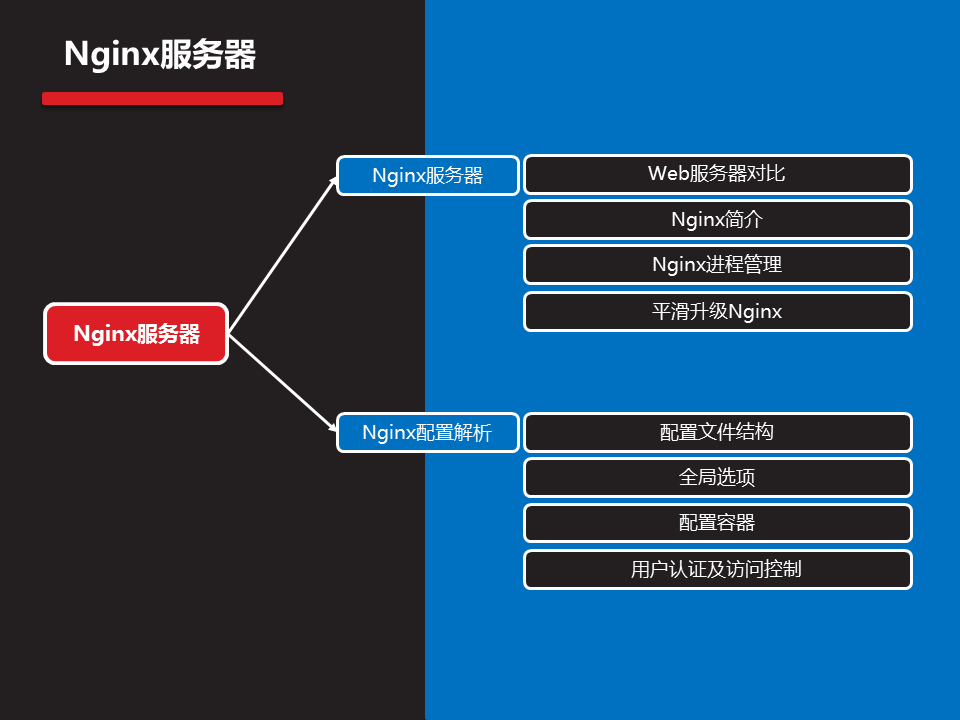 Nginx服务器
Nginx服务器
Web服务器对比
Nginx简介
Nginx进程管理
平滑升级Nginx
Nginx服务器
Nginx配置解析
配置文件结构
全局选项
配置容器
用户认证及访问控制